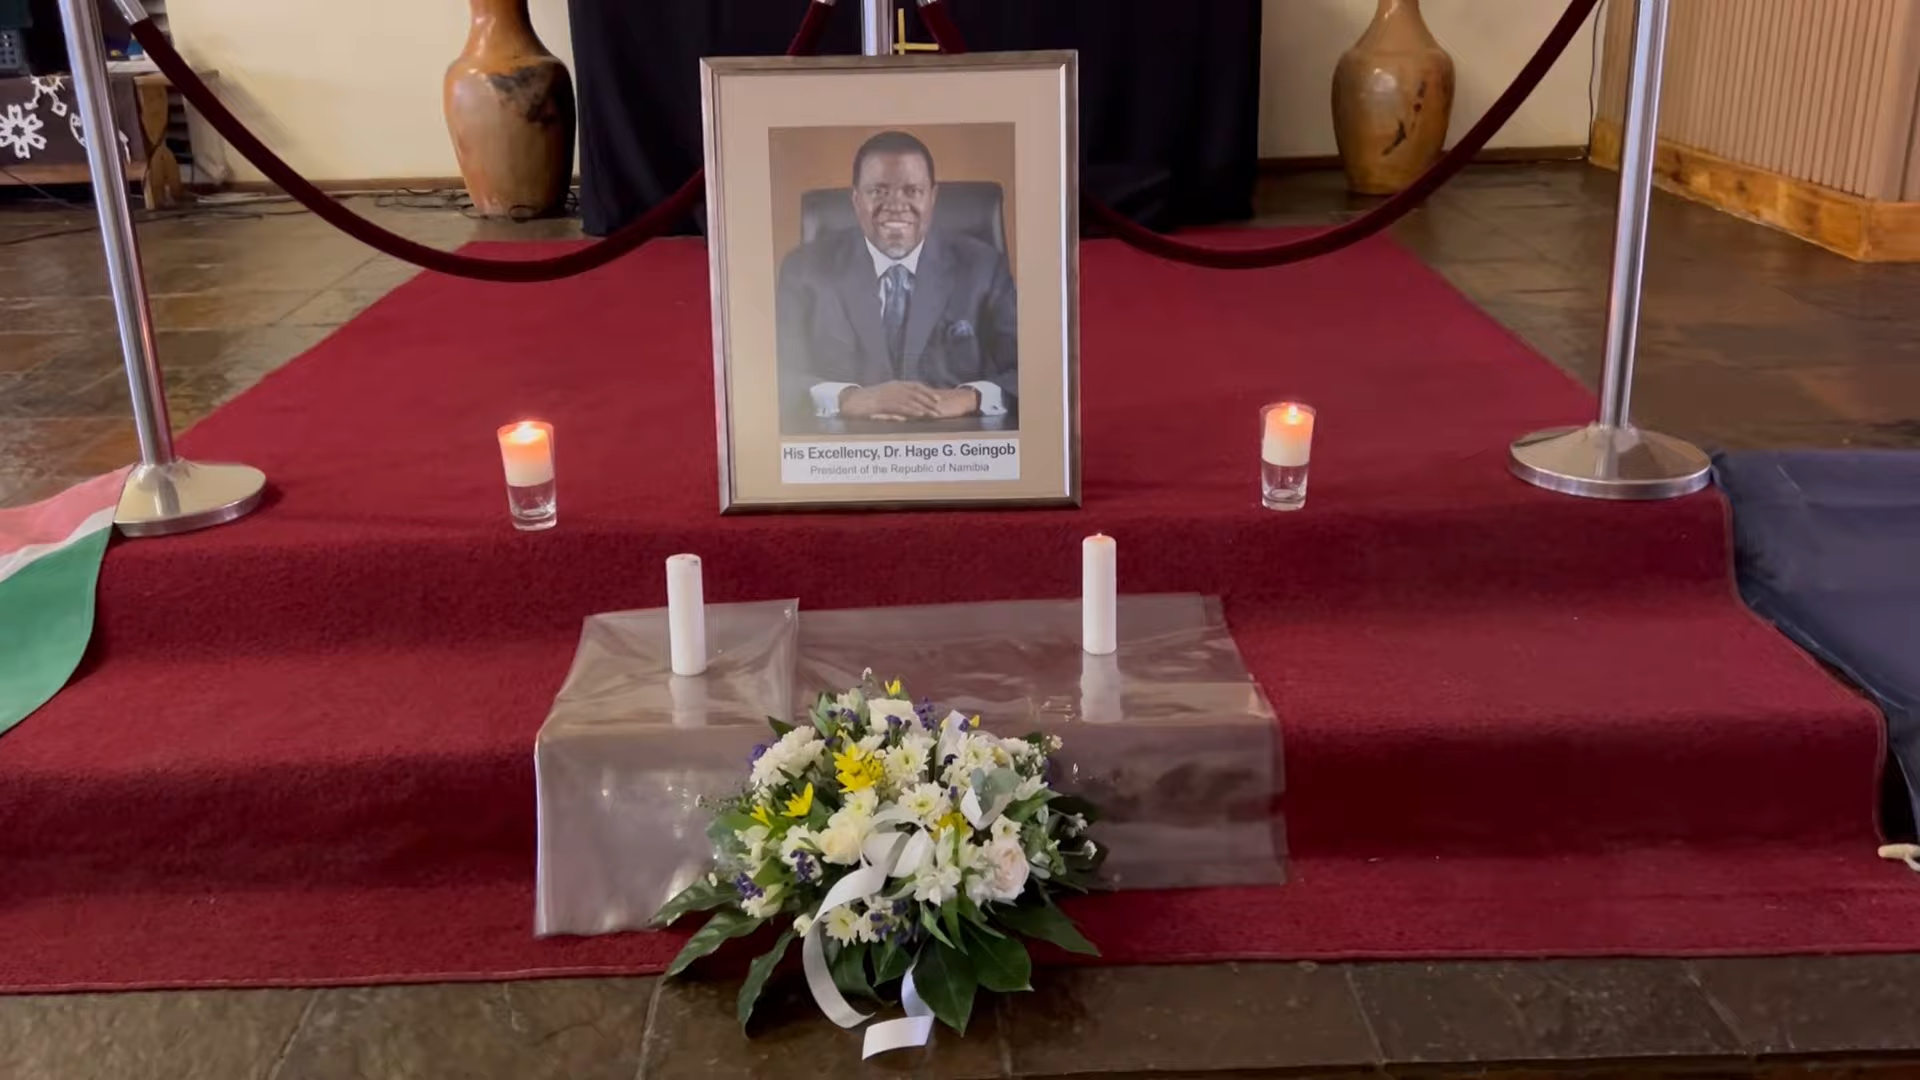 His Excellency, Dr. Hage G. Geingob
President of the Republic of Namibia